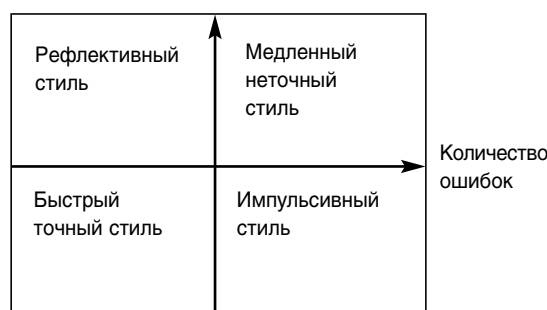 Рефлективный
стиль
Медленный
неточный
стиль
Количество
ошибок
Быстрый
точный стиль
Импульсивный
стиль